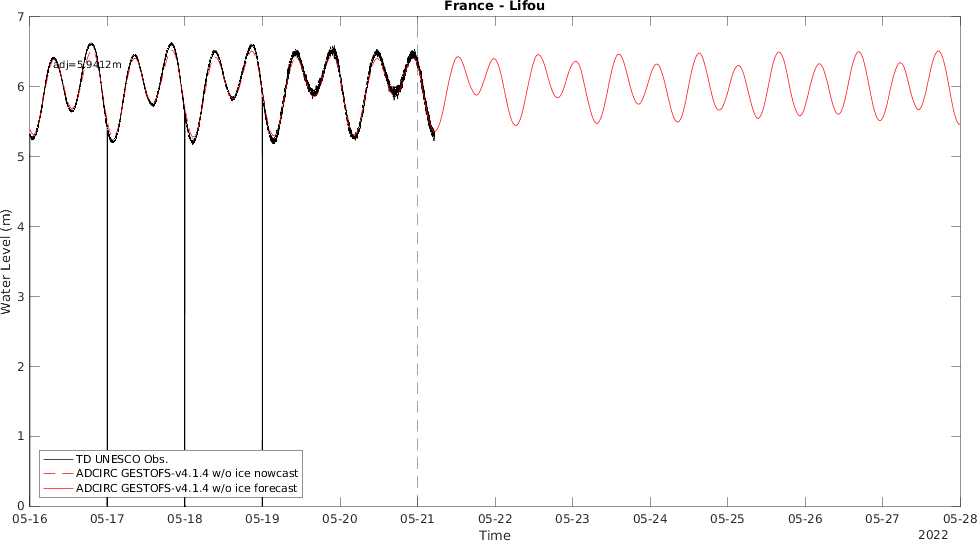 France - Lifou
7
6
5
4
3
2
1
0
Water Level (m)
adj=5.9412m
TD UNESCO Obs.
ADCIRC GESTOFS-v4.1.4 w/o ice nowcast
ADCIRC GESTOFS-v4.1.4 w/o ice forecast
05-16 05-17 05-18 05-19 05-20 05-21 05-22 05-23 05-24 05-25 05-26 05-27 05-28
Time
2022